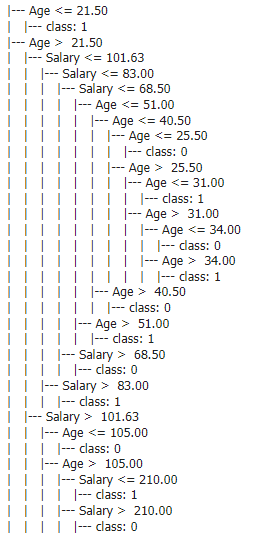 |--- Age <= 21.50
|   |--- class: 1
|--- Age >  21.50
|   |--- Salary <= 101.63
|   |   |--- Salary <= 83.00
|   |   |   |--- Salary <= 68.50
|   |   |   |   |--- Age <= 51.00
|   |   |   |   |   |--- Age <= 40.50
|   |   |   |   |   |   |--- Age <= 25.50
|   |   |   |   |   |   |   |--- class: 0
|   |   |   |   |   |   |--- Age >  25.50
|   |   |   |   |   |   |   |--- Age <= 31.00
|   |   |   |   |   |   |   |   |--- class: 1
|   |   |   |   |   |   |   |--- Age >  31.00
|   |   |   |   |   |   |   |   |--- Age <= 34.00
|   |   |   |   |   |   |   |   |   |--- class: 0
|   |   |   |   |   |   |   |   |--- Age >  34.00
|   |   |   |   |   |   |   |   |   |--- class: 1
|   |   |   |   |   |--- Age >  40.50
|   |   |   |   |   |   |--- class: 0
|   |   |   |   |--- Age >  51.00
|   |   |   |   |   |--- class: 1
|   |   |   |--- Salary >  68.50
|   |   |   |   |--- class: 0
|   |   |--- Salary >  83.00
|   |   |   |--- class: 1
|   |--- Salary >  101.63
|   |   |--- Age <= 105.00
|   |   |   |--- class: 0
|   |   |--- Age >  105.00
|   |   |   |--- Salary <= 210.00
|   |   |   |   |--- class: 1
|   |   |   |--- Salary >  210.00
|   |   |   |   |--- class: 0